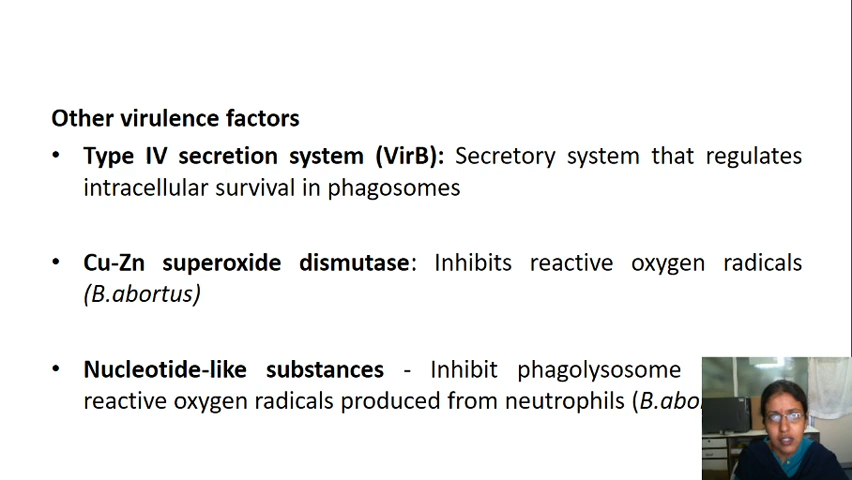 Other virulence factors
• Type IV secretion system (VirB): Secretory system that regulates
intracellular survival in phagosomes
• Cu-Zn superoxide dismutase: Inhibits reactive oxygen radicals
(B.abortus)
• Nucleotide-like substances - Inhibit phagolysosome
reactive oxygen radicals produced from neutrophils